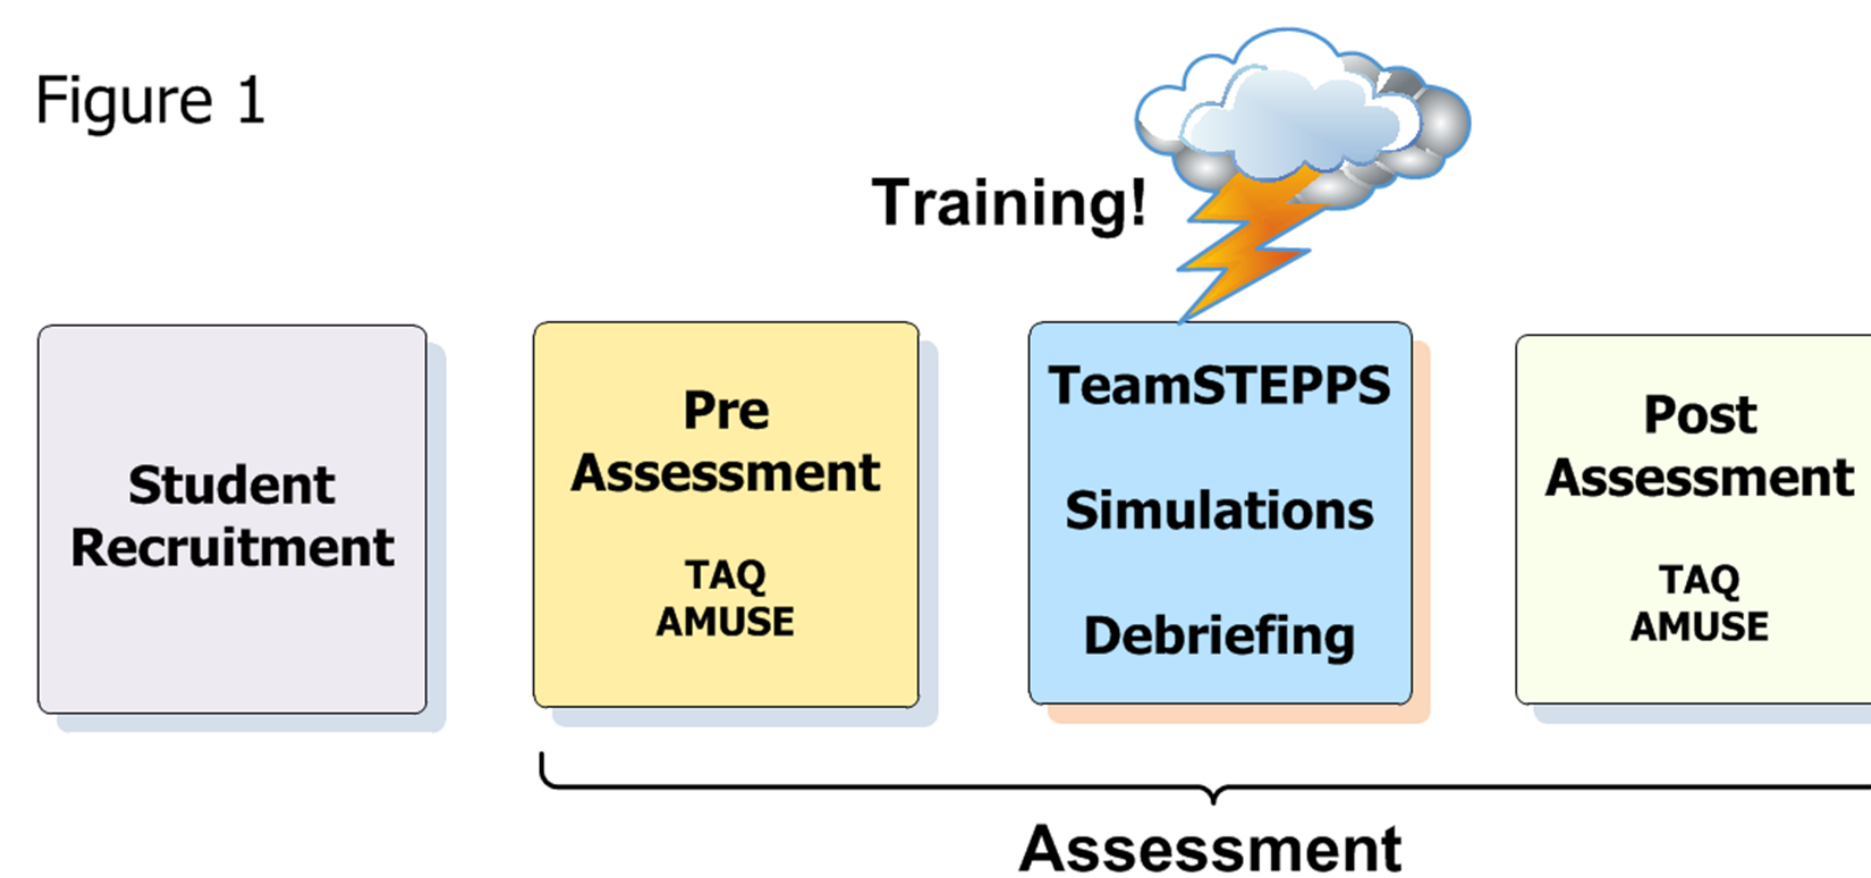 Figure 1
Training!
Student
Recruitment
Pre
Assessment
TAQ
AMUSE
TeamSTEPPS
Simulations
Debriefing
Post
Assessment
TAQ
AMUSE
Assessment